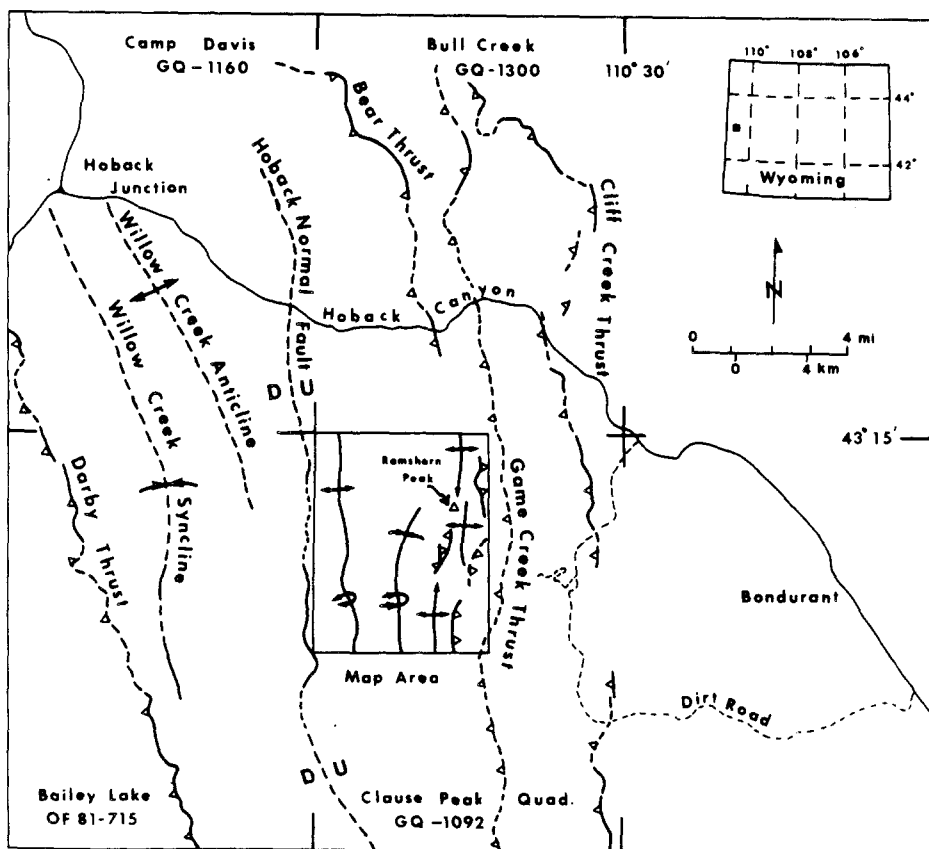 Camp Davis
GQ-1160
Bull Creek
GQ-1300
110° 30'
110° 108° 106°
44°
42°
Wyoming
Hoback
Junction
Bear Thrust
Hoback Normal Fault
Cliff Creek Thrust
Willow Creek Anticline
Willow Creek Syncline
Hoback Canyon
N
0 4 mi
0 4 km
D U
43° 15'
Ramshorn
Peak
Darby Thrust
Game Creek Thrust
Bondurant
Map Area
Dirt Road
D U
Bailey Lake
OF 81-715
Clause Peak Quad.
GQ-1092